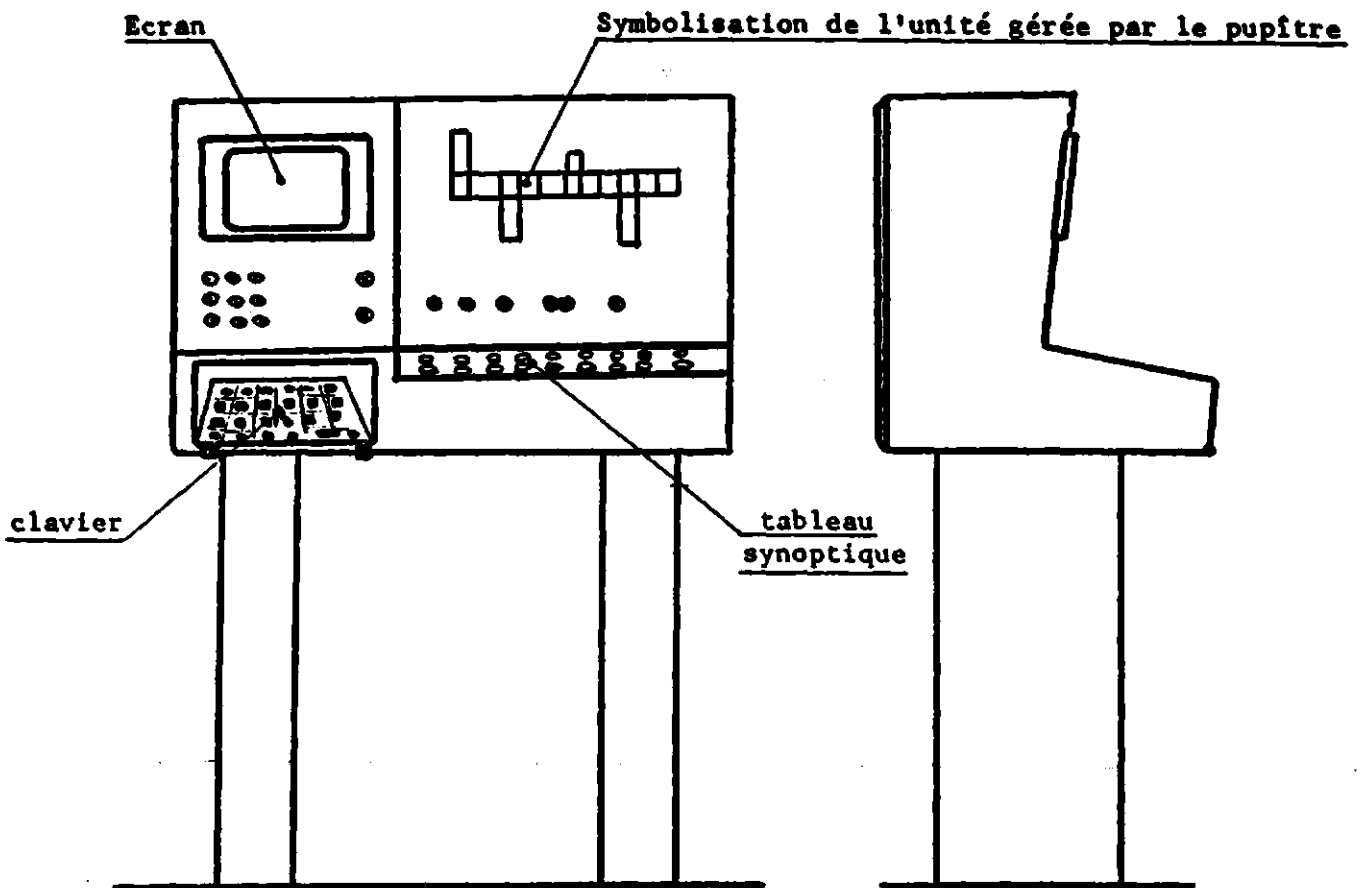 Ecran
Symbolisation de l'unité gérée par le pupître
clavier
tableau
synoptique